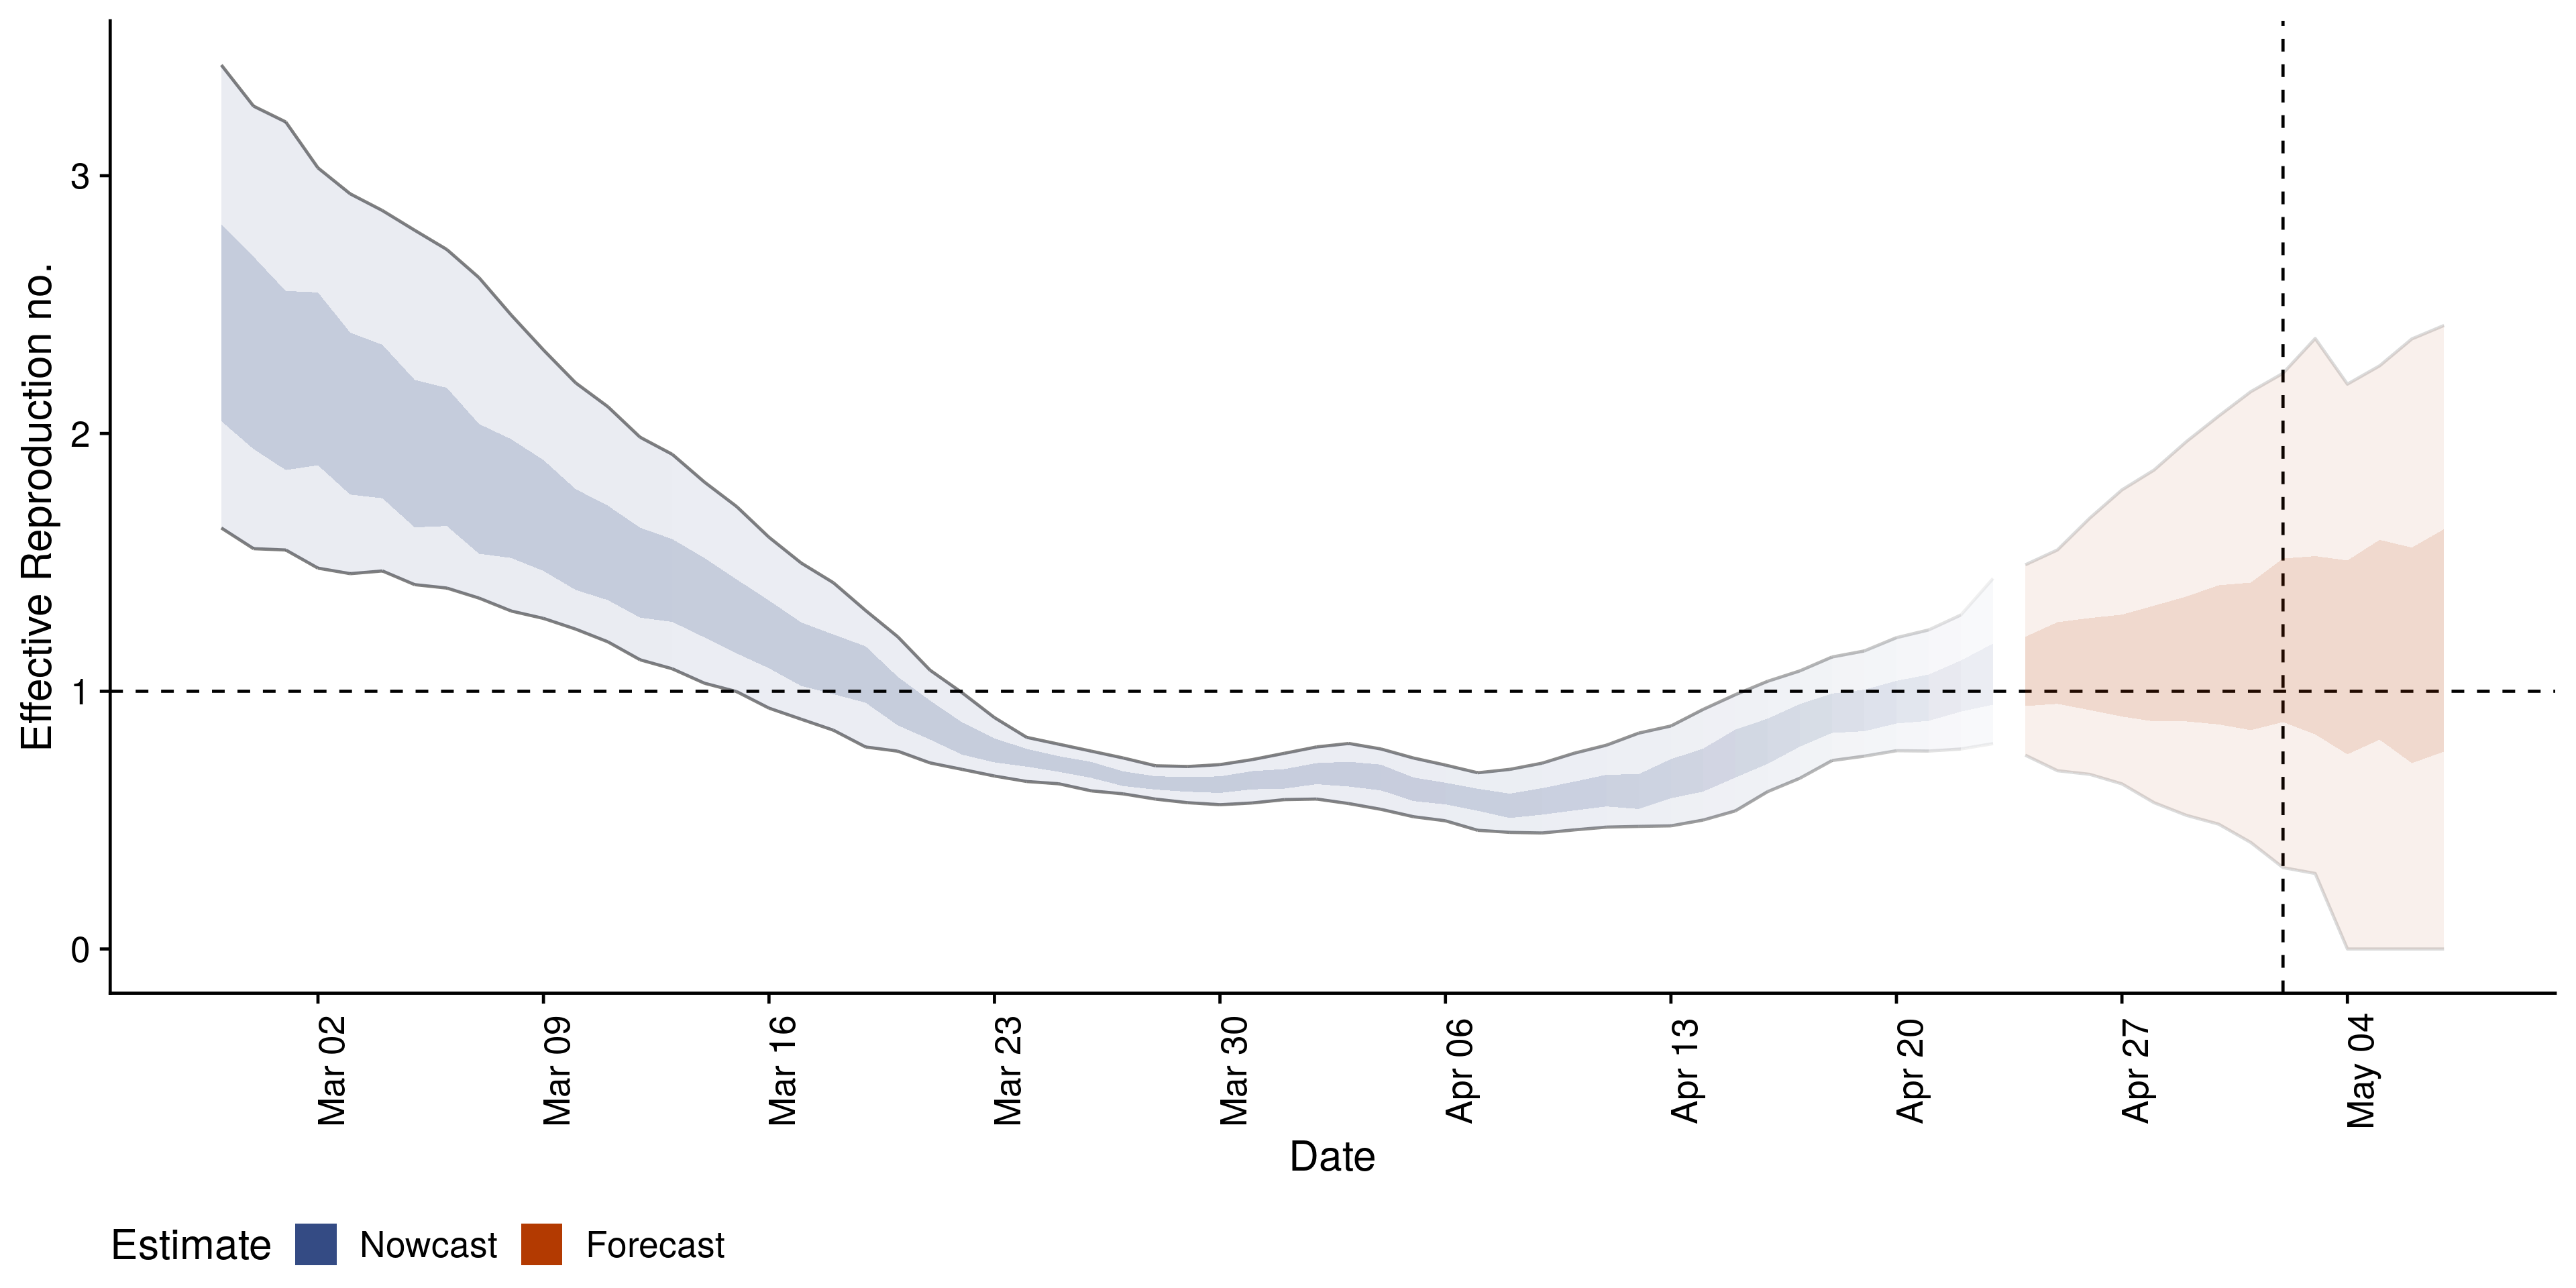 Effective Reproduction no.
3
2
1
0
Mar 02
Mar 09
Mar 16
Mar 23
Mar 30
Apr 06
Apr 13
Apr 20
Apr 27
May 04
Date
Estimate Nowcast Forecast